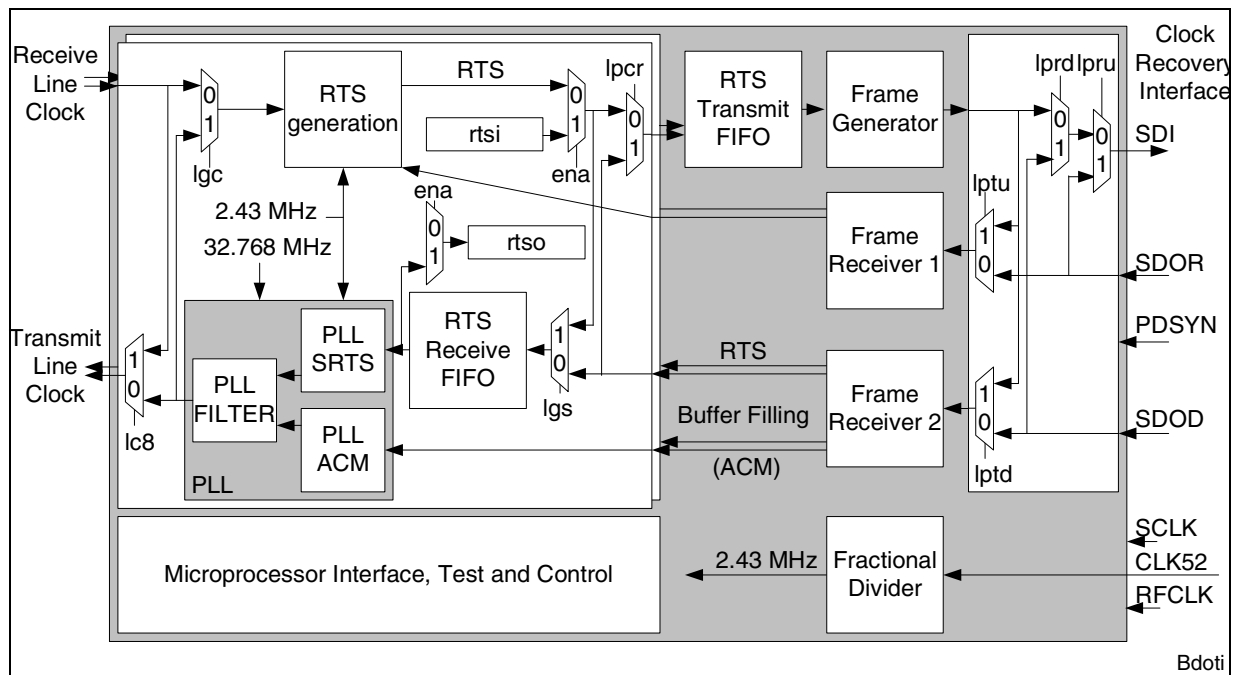 Receive
Line
Clock
0
1
lgc
RTS
generation
RTS
rtsi
0
1
ena
lpcr
0
1
RTS
Transmit
FIFO
Frame
Generator
lprd
lpru
0
1
0
1
Clock
Recovery
Interface
SDI
2.43 MHz
32.768 MHz
ena
0
1
rtso
Frame
Receiver 1
lptu
1
0
SDOR
PDSYN
Transmit
Line
Clock
1
0
lc8
PLL
FILTER
PLL
SRTS
PLL
ACM
PLL
RTS
Receive
FIFO
1
0
lgs
RTS
Buffer Filling
(ACM)
Frame
Receiver 2
1
0
lptd
SDOD
Microprocessor Interface, Test and Control
2.43 MHz
Fractional
Divider
SCLK
CLK52
RFCLK
Bdoti